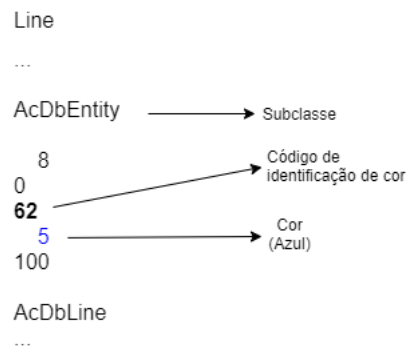 Line
...
AcDbEntity
Subclasse
8
Código de
identificação de cor
0
62
5
Cor
(Azul)
100
AcDbLine
...